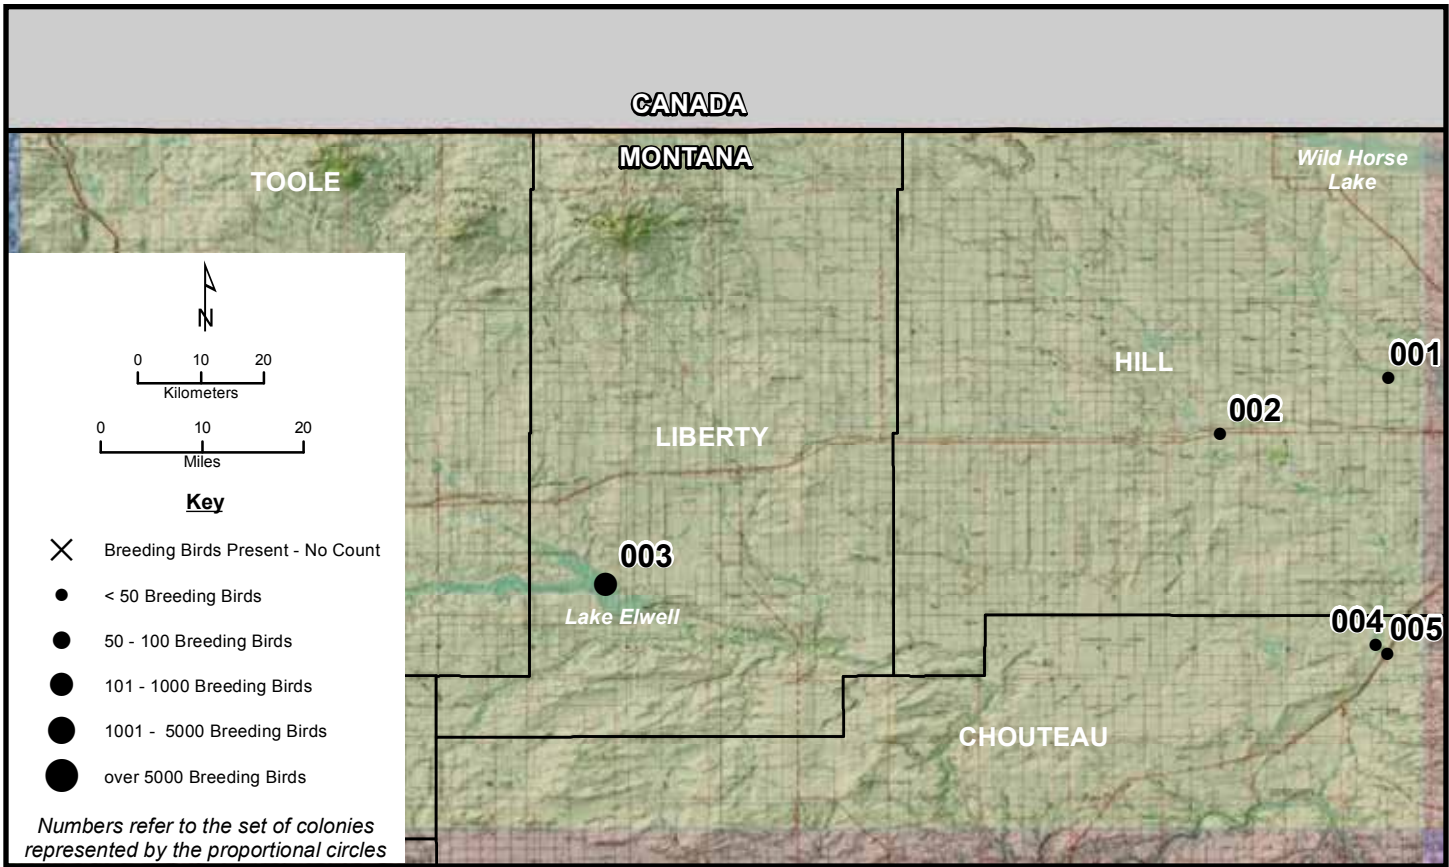 CANADA
MONTANA
TOOLE
Wild Horse
Lake
HILL
001
002
LIBERTY
003
Lake Elwell
004
005
CHOUTEAU
N
0 10 20
Kilometers
0 10 20
Miles
Key
Breeding Birds Present - No Count
< 50 Breeding Birds
50 - 100 Breeding Birds
101 - 1000 Breeding Birds
1001 - 5000 Breeding Birds
over 5000 Breeding Birds
Numbers refer to the set of colonies
represented by the proportional circles